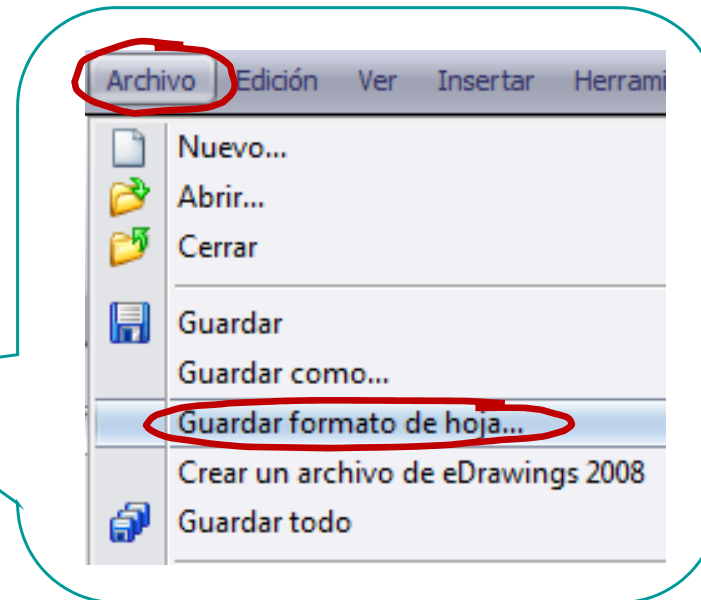 Archivo Edición Ver Insertar Herrami
Nuevo...
Abrir...
Cerrar
Guardar
Guardar como...
Guardar formato de hoja...
Crear un archivo de eDrawings 2008
Guardar todo